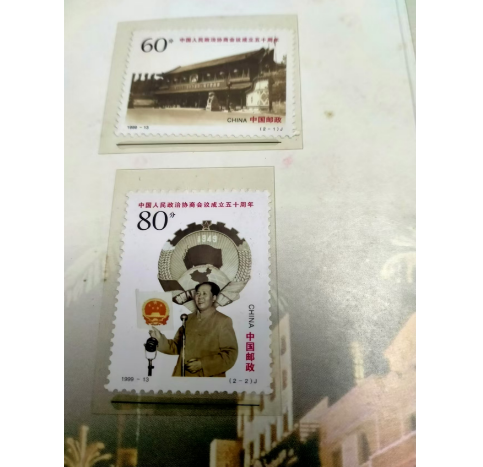 60分 中国人民政治协商会议成立五十周年
CHINA 中国邮政
1999-13 (2-1)J
中国人民政治协商会议成立五十周年
80分
1949
CHINA 中国邮政
1999-13 (2-2)J